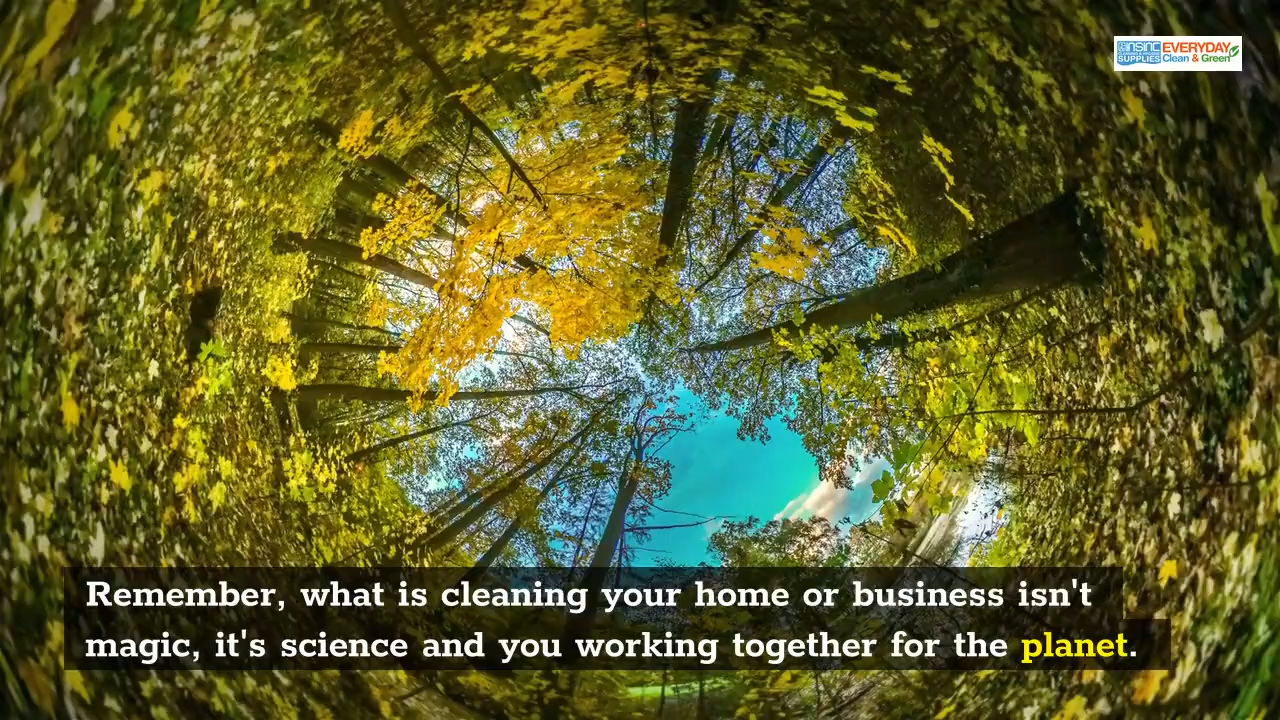 SUPPLIES
EVERYDAY
Clean & Green
Remember, what is cleaning your home or business isn't
magic, it's science and you working together for the planet.